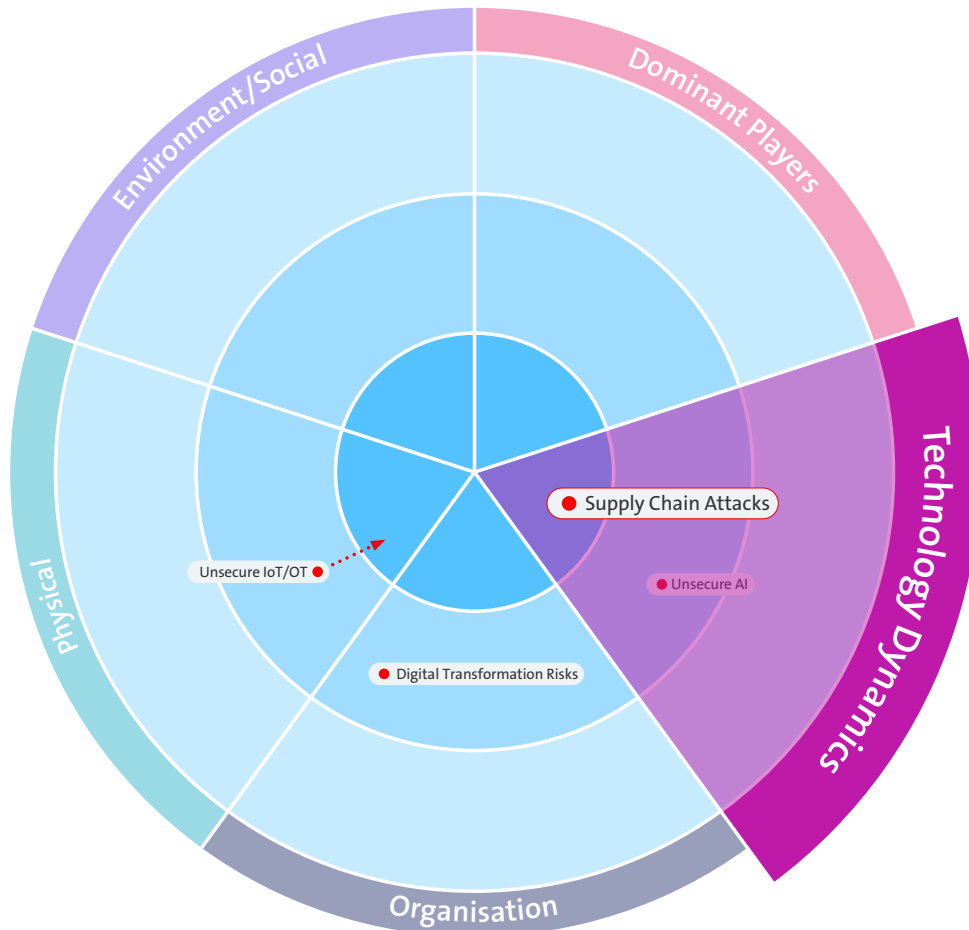 Environment/Social
Dominant Players
Technology Dynamics
Supply Chain Attacks
Unsecure IoT/OT
Unsecure AI
Physical
Digital Transformation Risks
Organisation